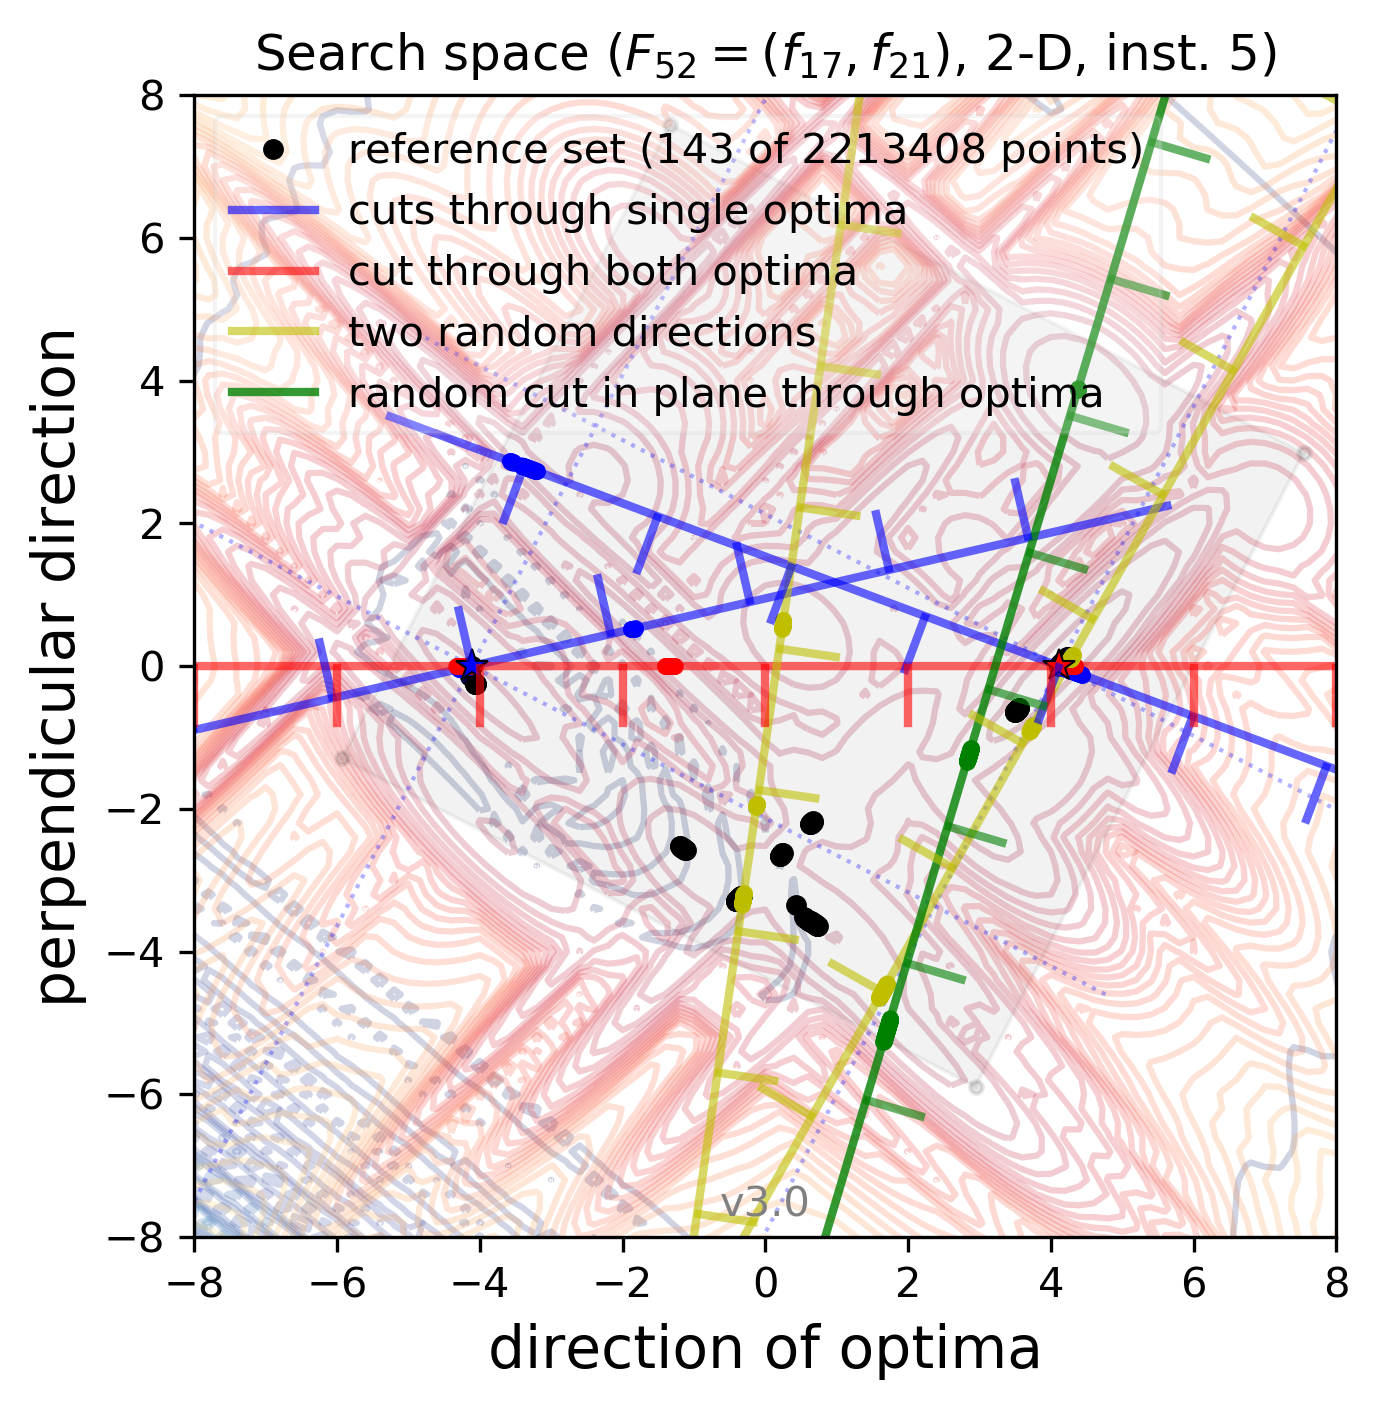 Search space (F₅₂ = (f₁₇, f₂₁), 2-D, inst. 5)
reference set (143 of 2213408 points)
cuts through single optima
cut through both optima
two random directions
random cut in plane through optima
perpendicular direction
8
6
4
2
0
−2
−4
−6
−8
v3.0
−8 −6 −4 −2 0 2 4 6 8
direction of optima